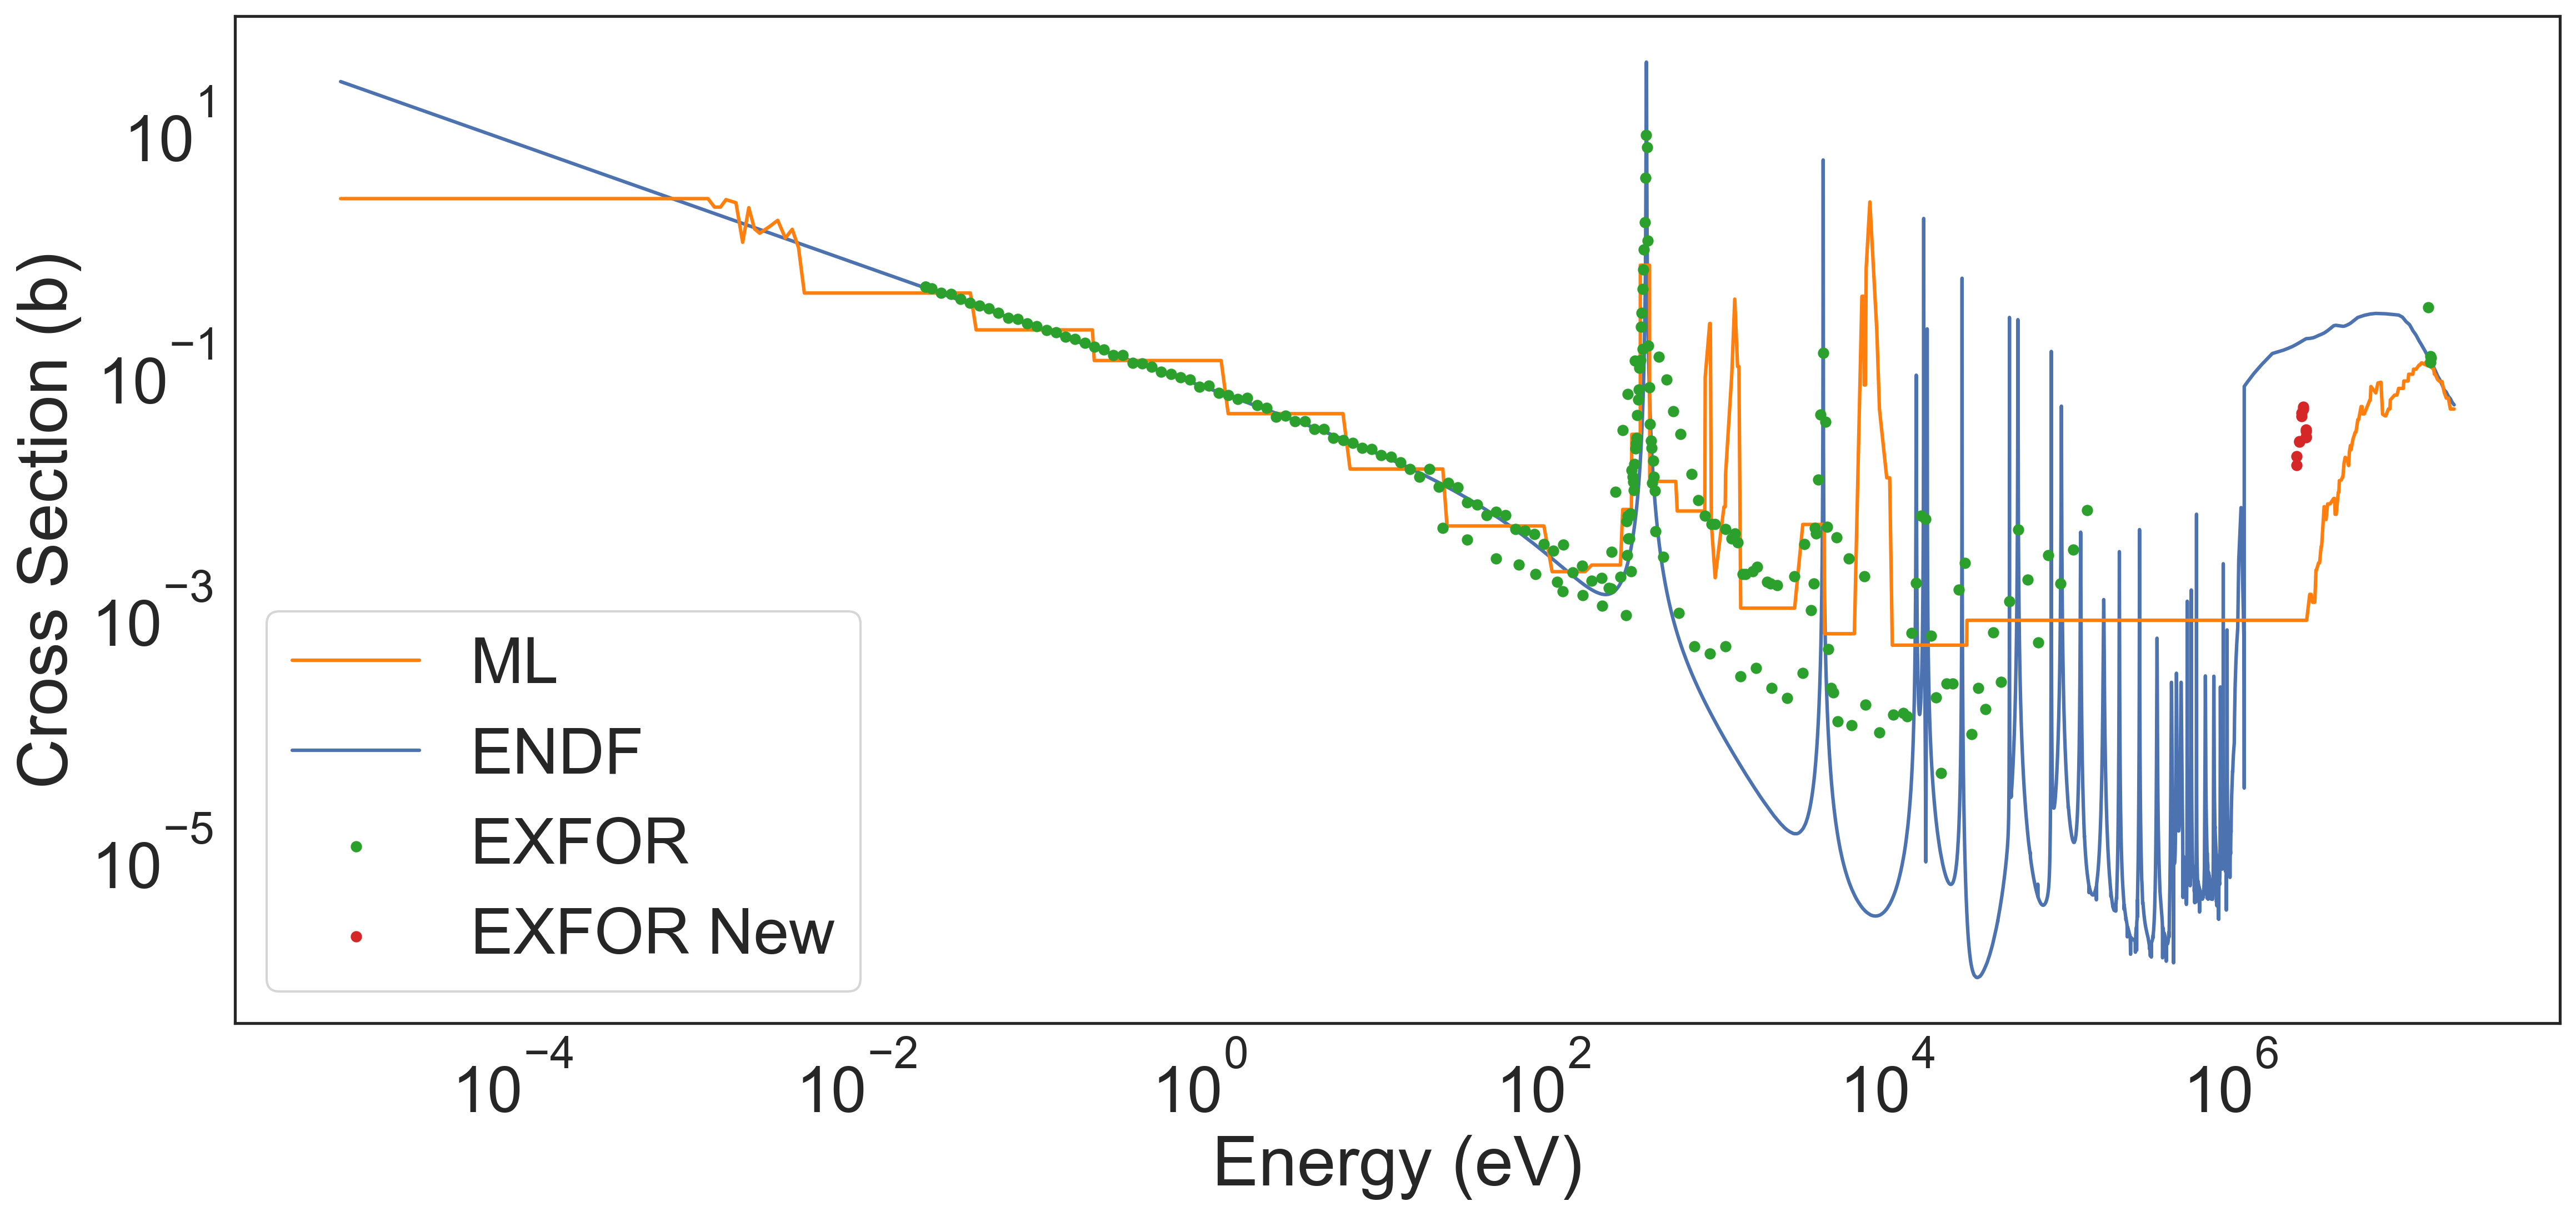 Cross Section (b)
10^1
10^−1
10^−3
10^−5
ML
ENDF
EXFOR
EXFOR New
10^−4 10^−2 10^0 10^2 10^4 10^6
Energy (eV)